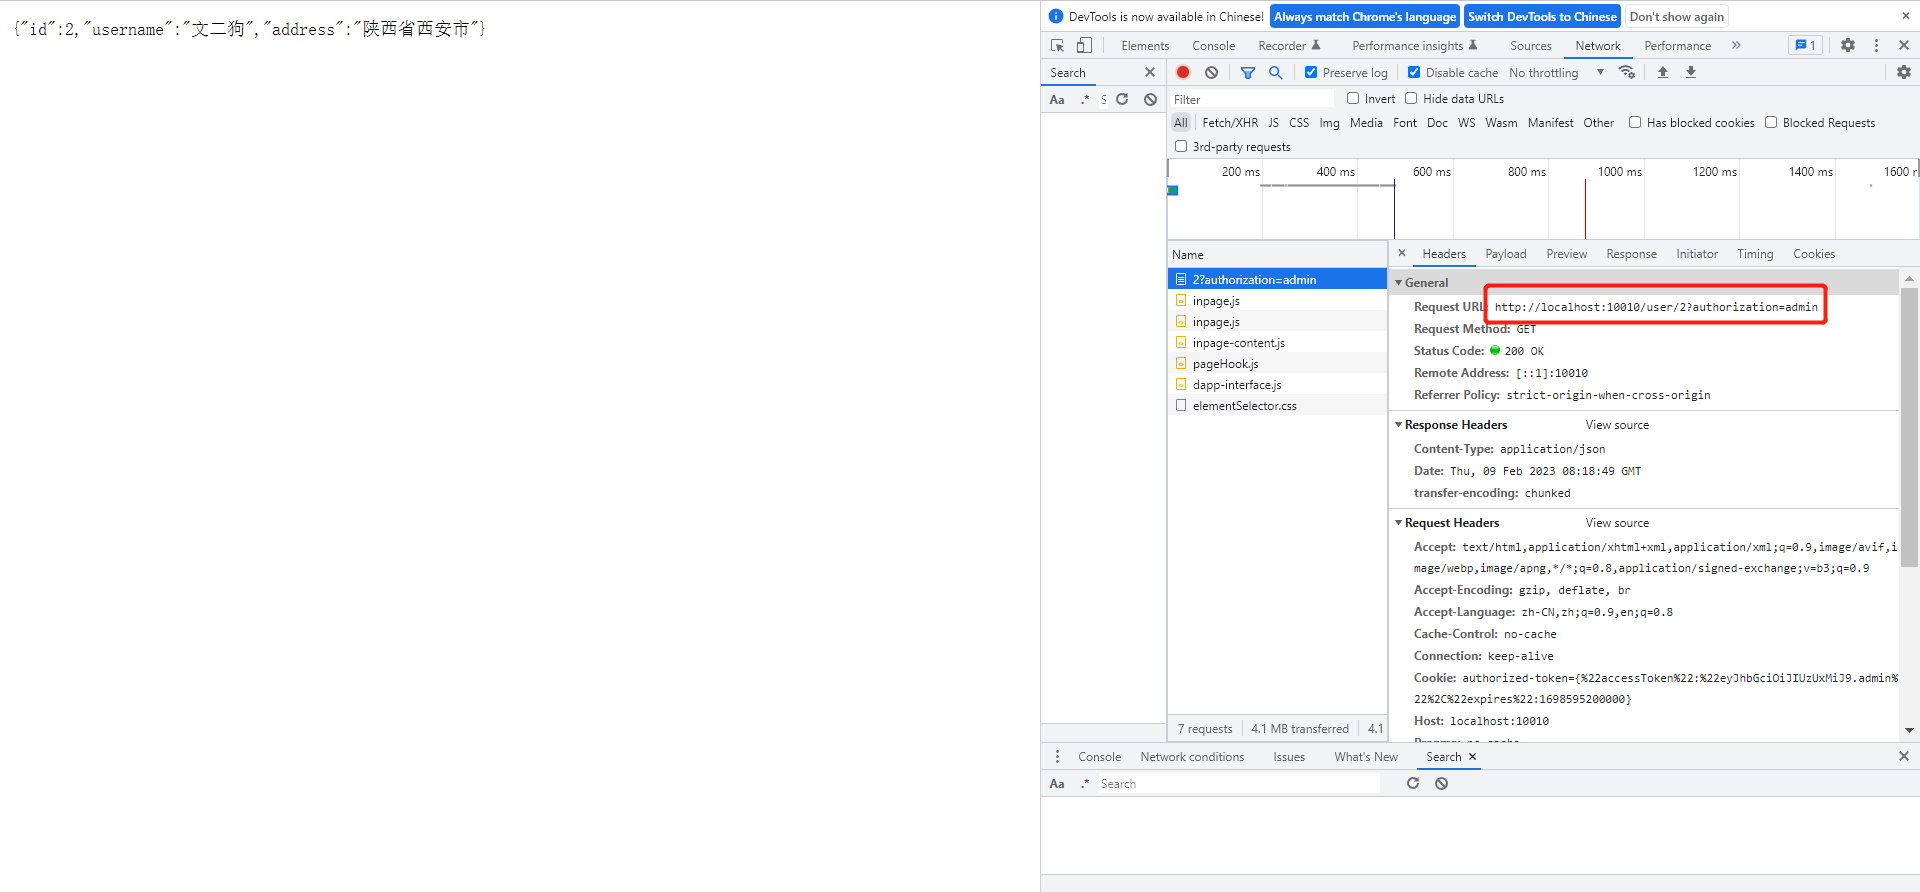 {"id":2,"username":"文二狗","address":"陕西省西安市"}
DevTools is now available in Chinese! Always match Chrome's language Switch DevTools to Chinese Don't show again
Elements Console Recorder Performance insights Sources Network Performance 1
Search
Preserve log Disable cache No throttling
Aa .* S
Filter Invert Hide data URLs
All Fetch/XHR JS CSS Img Media Font Doc WS Wasm Manifest Other Has blocked cookies Blocked Requests
3rd-party requests
200 ms 400 ms 600 ms 800 ms 1000 ms 1200 ms 1400 ms 1600 r
Name
2?authorization=admin
inpage.js
inpage.js
inpage-content.js
pageHook.js
dapp-interface.js
elementSelector.css
7 requests 4.1 MB transferred 4.1
Headers Payload Preview Response Initiator Timing Cookies
General
Request URL: http://localhost:10010/user/2?authorization=admin
Request Method: GET
Status Code: 200 OK
Remote Address: [::1]:10010
Referrer Policy: strict-origin-when-cross-origin
Response Headers View source
Content-Type: application/json
Date: Thu, 09 Feb 2023 08:18:49 GMT
transfer-encoding: chunked
Request Headers View source
Accept: text/html,application/xhtml+xml,application/xml;q=0.9,image/avif,i
mage/webp,image/apng,*/*;q=0.8,application/signed-exchange;v=b3;q=0.9
Accept-Encoding: gzip, deflate, br
Accept-Language: zh-CN,zh;q=0.9,en;q=0.8
Cache-Control: no-cache
Connection: keep-alive
Cookie: authorized-token={%22accessToken%22:%22eyJhbGciOiJIUzUxMiJ9.admin%
22%2C%22expires%22:1698595200000}
Host: localhost:10010
Pragma: no-cache
Console Network conditions Issues What's New Search
Aa .* Search